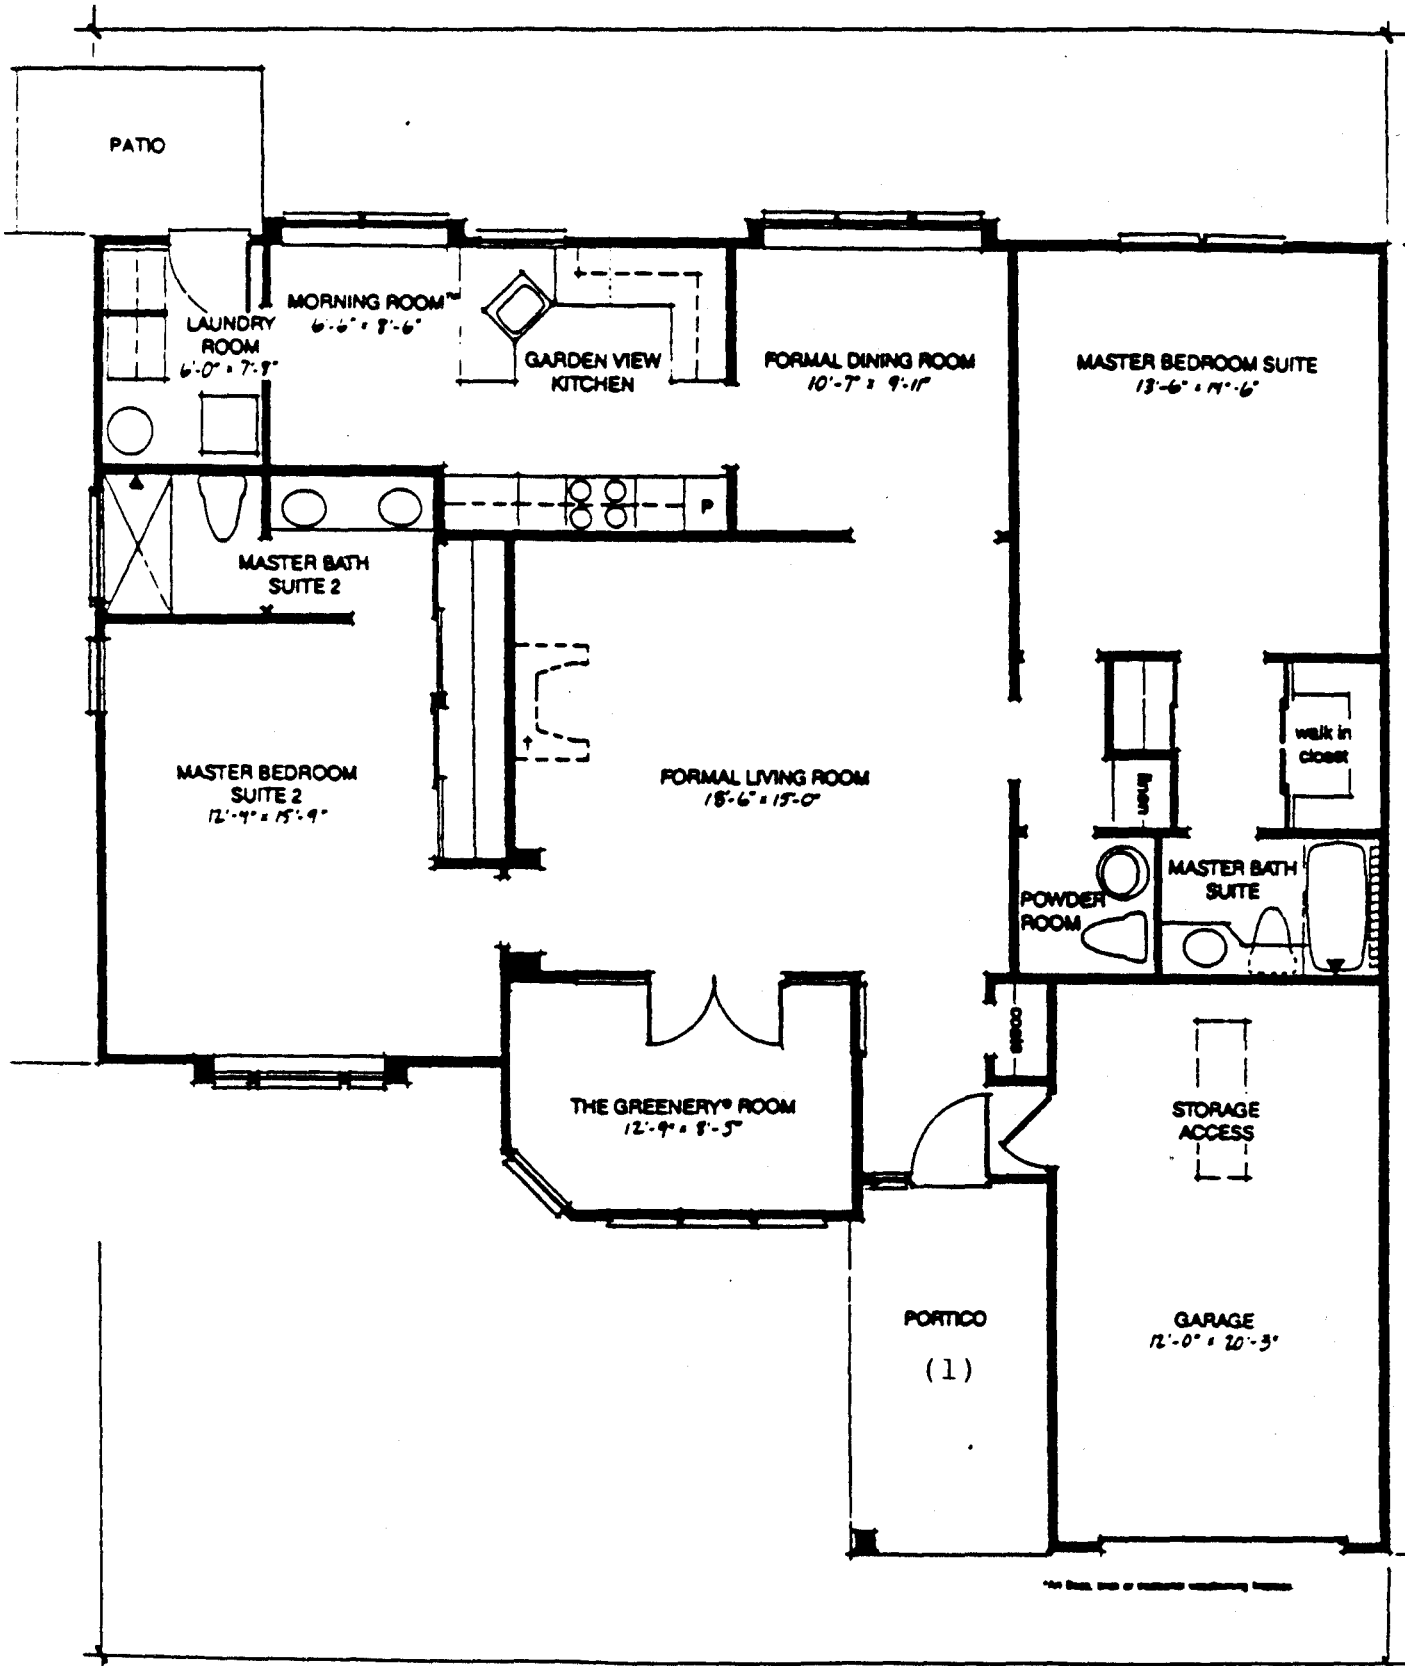 PATIO
MORNING ROOM™
6'-6" x 8'-6"
LAUNDRY
ROOM
6'-0" x 7'-8"
GARDEN VIEW
KITCHEN
FORMAL DINING ROOM
10'-7" x 9'-11"
MASTER BEDROOM SUITE
13'-6" x 14'-6"
P
MASTER BATH
SUITE 2
walk in
closet
linen
MASTER BEDROOM
SUITE 2
12'-4" x 15'-9"
FORMAL LIVING ROOM
18'-6" x 15'-0"
MASTER BATH
SUITE
POWDER
ROOM
coats
THE GREENERY® ROOM
12'-9" x 8'-5"
STORAGE
ACCESS
PORTICO
(1)
GARAGE
12'-0" x 20'-3"